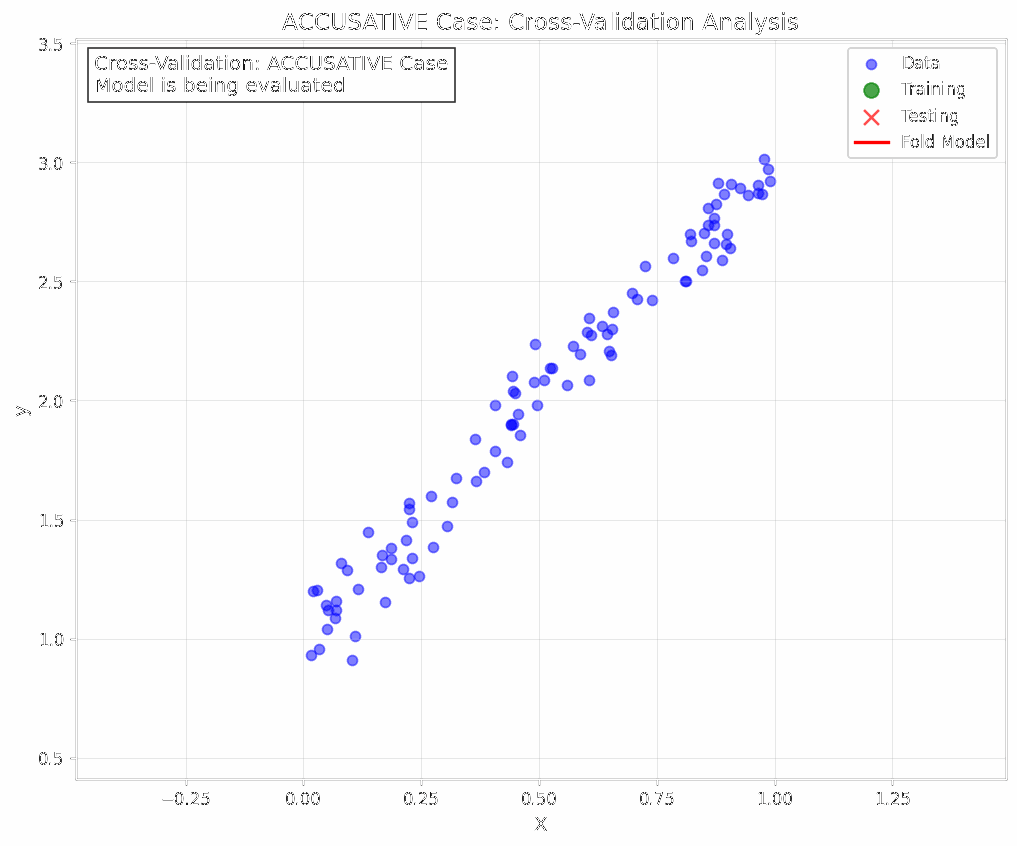 ACCUSATIVE Case: Cross-Validation Analysis
Cross-Validation: ACCUSATIVE Case
Model is being evaluated
Data
Training
Testing
Fold Model
3.5
3.0
2.5
2.0
1.5
1.0
0.5
y
−0.25
0.00
0.25
0.50
0.75
1.00
1.25
X